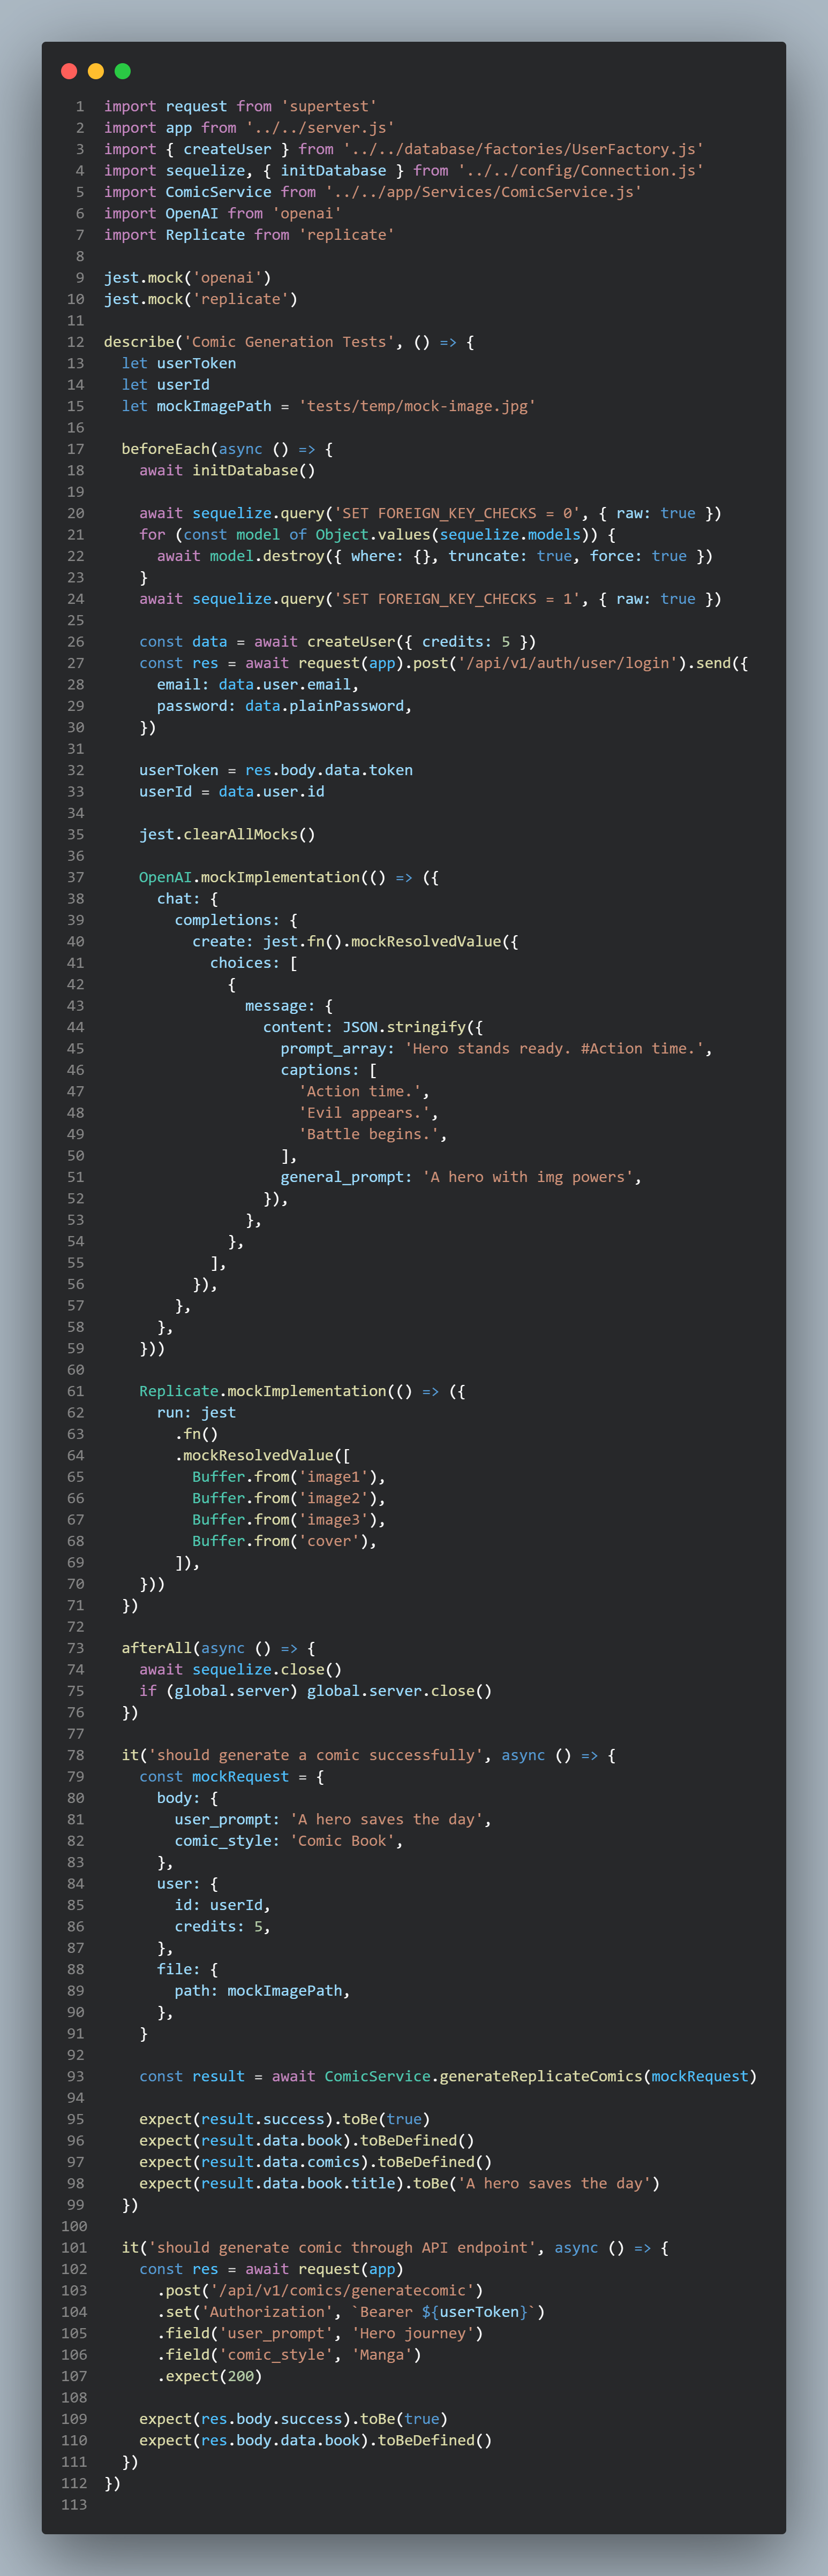 1 import request from 'supertest'
2 import app from '../../server.js'
3 import { createUser } from '../../database/factories/UserFactory.js'
4 import sequelize, { initDatabase } from '../../config/Connection.js'
5 import ComicService from '../../app/Services/ComicService.js'
6 import OpenAI from 'openai'
7 import Replicate from 'replicate'
8
9 jest.mock('openai')
10 jest.mock('replicate')
11
12 describe('Comic Generation Tests', () => {
13   let userToken
14   let userId
15   let mockImagePath = 'tests/temp/mock-image.jpg'
16
17   beforeEach(async () => {
18     await initDatabase()
19
20     await sequelize.query('SET FOREIGN_KEY_CHECKS = 0', { raw: true })
21     for (const model of Object.values(sequelize.models)) {
22       await model.destroy({ where: {}, truncate: true, force: true })
23     }
24     await sequelize.query('SET FOREIGN_KEY_CHECKS = 1', { raw: true })
25
26     const data = await createUser({ credits: 5 })
27     const res = await request(app).post('/api/v1/auth/user/login').send({
28       email: data.user.email,
29       password: data.plainPassword,
30     })
31
32     userToken = res.body.data.token
33     userId = data.user.id
34
35     jest.clearAllMocks()
36
37     OpenAI.mockImplementation(() => ({
38       chat: {
39         completions: {
40           create: jest.fn().mockResolvedValue({
41             choices: [
42               {
43                 message: {
44                   content: JSON.stringify({
45                     prompt_array: 'Hero stands ready. #Action time.',
46                     captions: [
47                       'Action time.',
48                       'Evil appears.',
49                       'Battle begins.',
50                     ],
51                     general_prompt: 'A hero with img powers',
52                   }),
53                 },
54               },
55             ],
56           }),
57         },
58       },
59     }))
60
61     Replicate.mockImplementation(() => ({
62       run: jest
63         .fn()
64         .mockResolvedValue([
65           Buffer.from('image1'),
66           Buffer.from('image2'),
67           Buffer.from('image3'),
68           Buffer.from('cover'),
69         ]),
70     }))
71   })
72
73   afterAll(async () => {
74     await sequelize.close()
75     if (global.server) global.server.close()
76   })
77
78   it('should generate a comic successfully', async () => {
79     const mockRequest = {
80       body: {
81         user_prompt: 'A hero saves the day',
82         comic_style: 'Comic Book',
83       },
84       user: {
85         id: userId,
86         credits: 5,
87       },
88       file: {
89         path: mockImagePath,
90       },
91     }
92
93     const result = await ComicService.generateReplicateComics(mockRequest)
94
95     expect(result.success).toBe(true)
96     expect(result.data.book).toBeDefined()
97     expect(result.data.comics).toBeDefined()
98     expect(result.data.book.title).toBe('A hero saves the day')
99   })
100
101   it('should generate comic through API endpoint', async () => {
102     const res = await request(app)
103       .post('/api/v1/comics/generatecomic')
104       .set('Authorization', `Bearer ${userToken}`)
105       .field('user_prompt', 'Hero journey')
106       .field('comic_style', 'Manga')
107       .expect(200)
108
109     expect(res.body.success).toBe(true)
110     expect(res.body.data.book).toBeDefined()
111   })
112 })
113